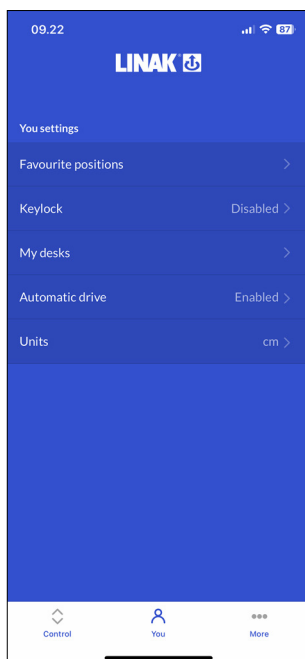 09.22
87
LINAK
You settings
Favourite positions
Keylock Disabled
My desks
Automatic drive Enabled
Units cm
Control You More